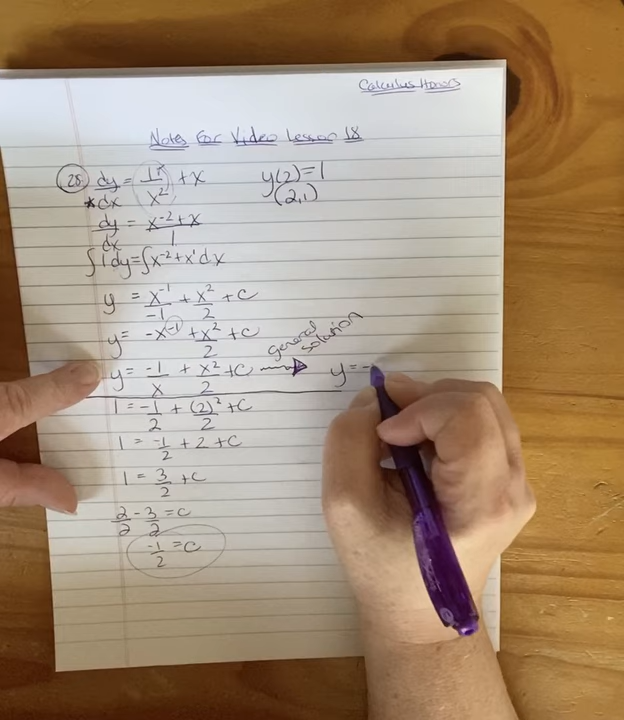 Calculus Honors
Notes For Video Lesson 18
28) dy/dx = 1/x² + x y(2)=1
* (2,1)
dy/dx = x⁻²+x/1
∫1dy=∫x⁻²+x¹dx
y = x⁻¹/-1 + x²/2 + C
y = -x⁻¹ + x²/2 + C
y = -1/x + x²/2 + C → general solution y = -
1 = -1/2 + (2)²/2 + C
1 = -1/2 + 2 + C
1 = 3/2 + C
2/2 - 3/2 = C
-1/2 = C